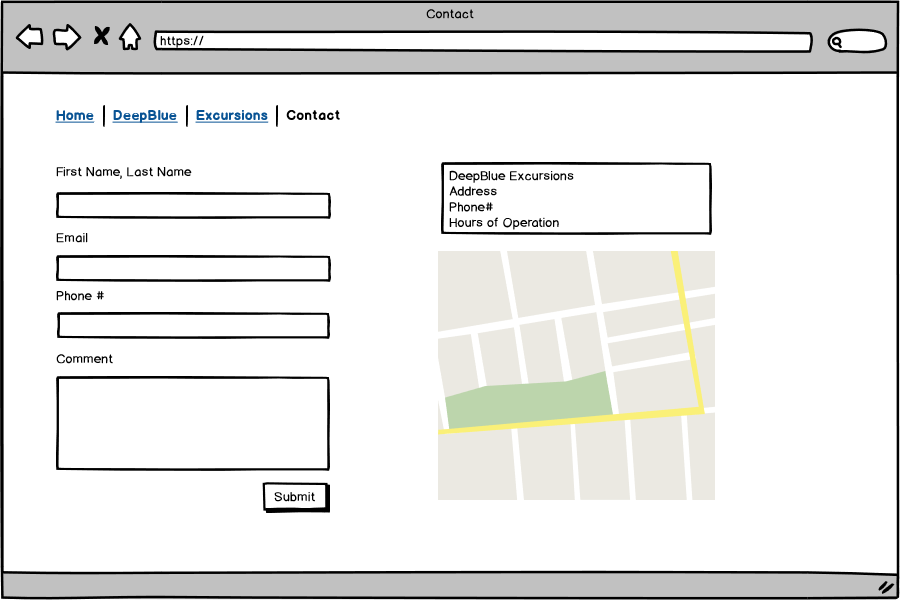 Contact
https://
Home DeepBlue Excursions Contact
First Name, Last Name
Email
Phone #
Comment
Submit
DeepBlue Excursions
Address
Phone#
Hours of Operation